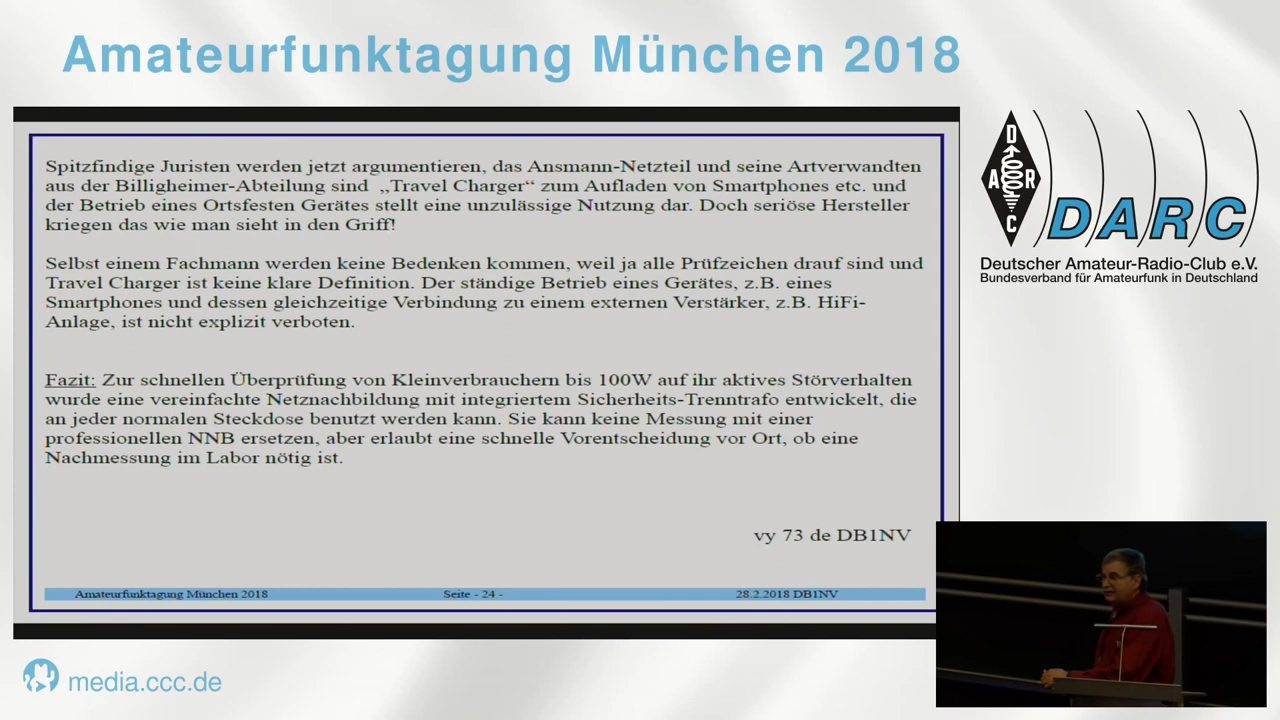 Amateurfunktagung München 2018
Spitzfindige Juristen werden jetzt argumentieren, das Ansmann-Netzteil und seine Artverwandten
aus der Billigheimer-Abteilung sind „Travel Charger“ zum Aufladen von Smartphones etc. und
der Betrieb eines Ortsfesten Gerätes stellt eine unzulässige Nutzung dar. Doch seriöse Hersteller
kriegen das wie man sieht in den Griff!
Selbst einem Fachmann werden keine Bedenken kommen, weil ja alle Prüfzeichen drauf sind und
Travel Charger ist keine klare Definition. Der ständige Betrieb eines Gerätes, z.B. eines
Smartphones und dessen gleichzeitige Verbindung zu einem externen Verstärker, z.B. HiFi-
Anlage, ist nicht explizit verboten.
Fazit: Zur schnellen Überprüfung von Kleinverbrauchern bis 100W auf ihr aktives Störverhalten
wurde eine vereinfachte Netznachbildung mit integriertem Sicherheits-Trenntrafo entwickelt, die
an jeder normalen Steckdose benutzt werden kann. Sie kann keine Messung mit einer
professionellen NNB ersetzen, aber erlaubt eine schnelle Vorentscheidung vor Ort, ob eine
Nachmessung im Labor nötig ist.
vy 73 de DB1NV
Amateurfunktagung München 2018 Seite - 24 - 28.2.2018 DB1NV
D
A R
C
DARC
Deutscher Amateur-Radio-Club e.V.
Bundesverband für Amateurfunk in Deutschland
media.ccc.de